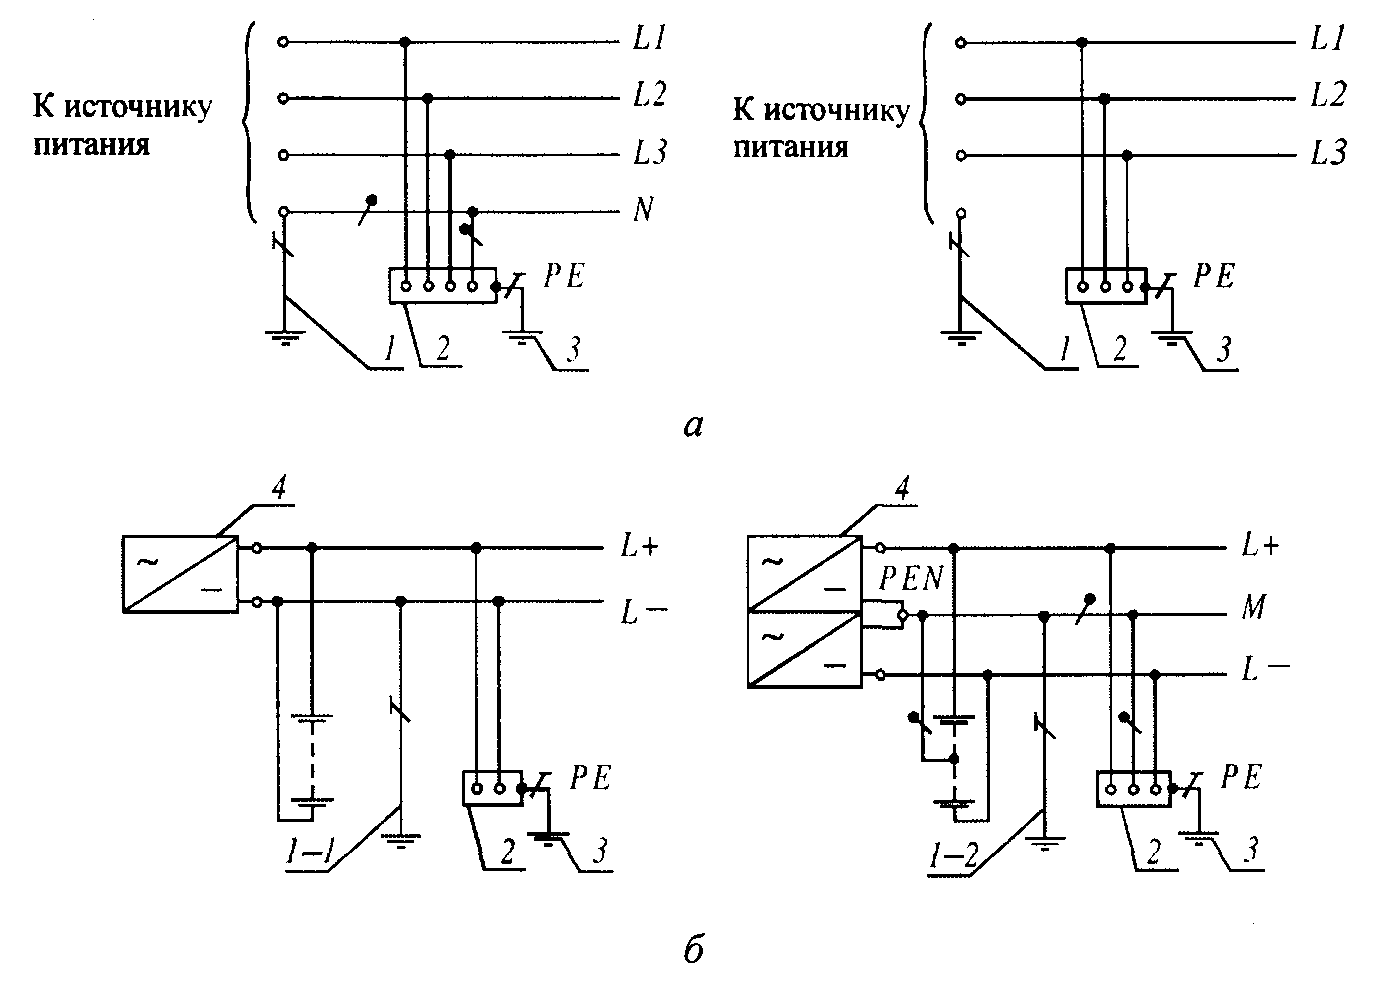 L1
L2
К источнику
питания
L3
N
PE
1
2
3
L1
L2
К источнику
питания
L3
PE
1
2
3
а
4
~
–
L+
L–
PE
1–1
2
3
4
~
–
PEN
~
–
L+
M
L–
PE
1–2
2
3
б